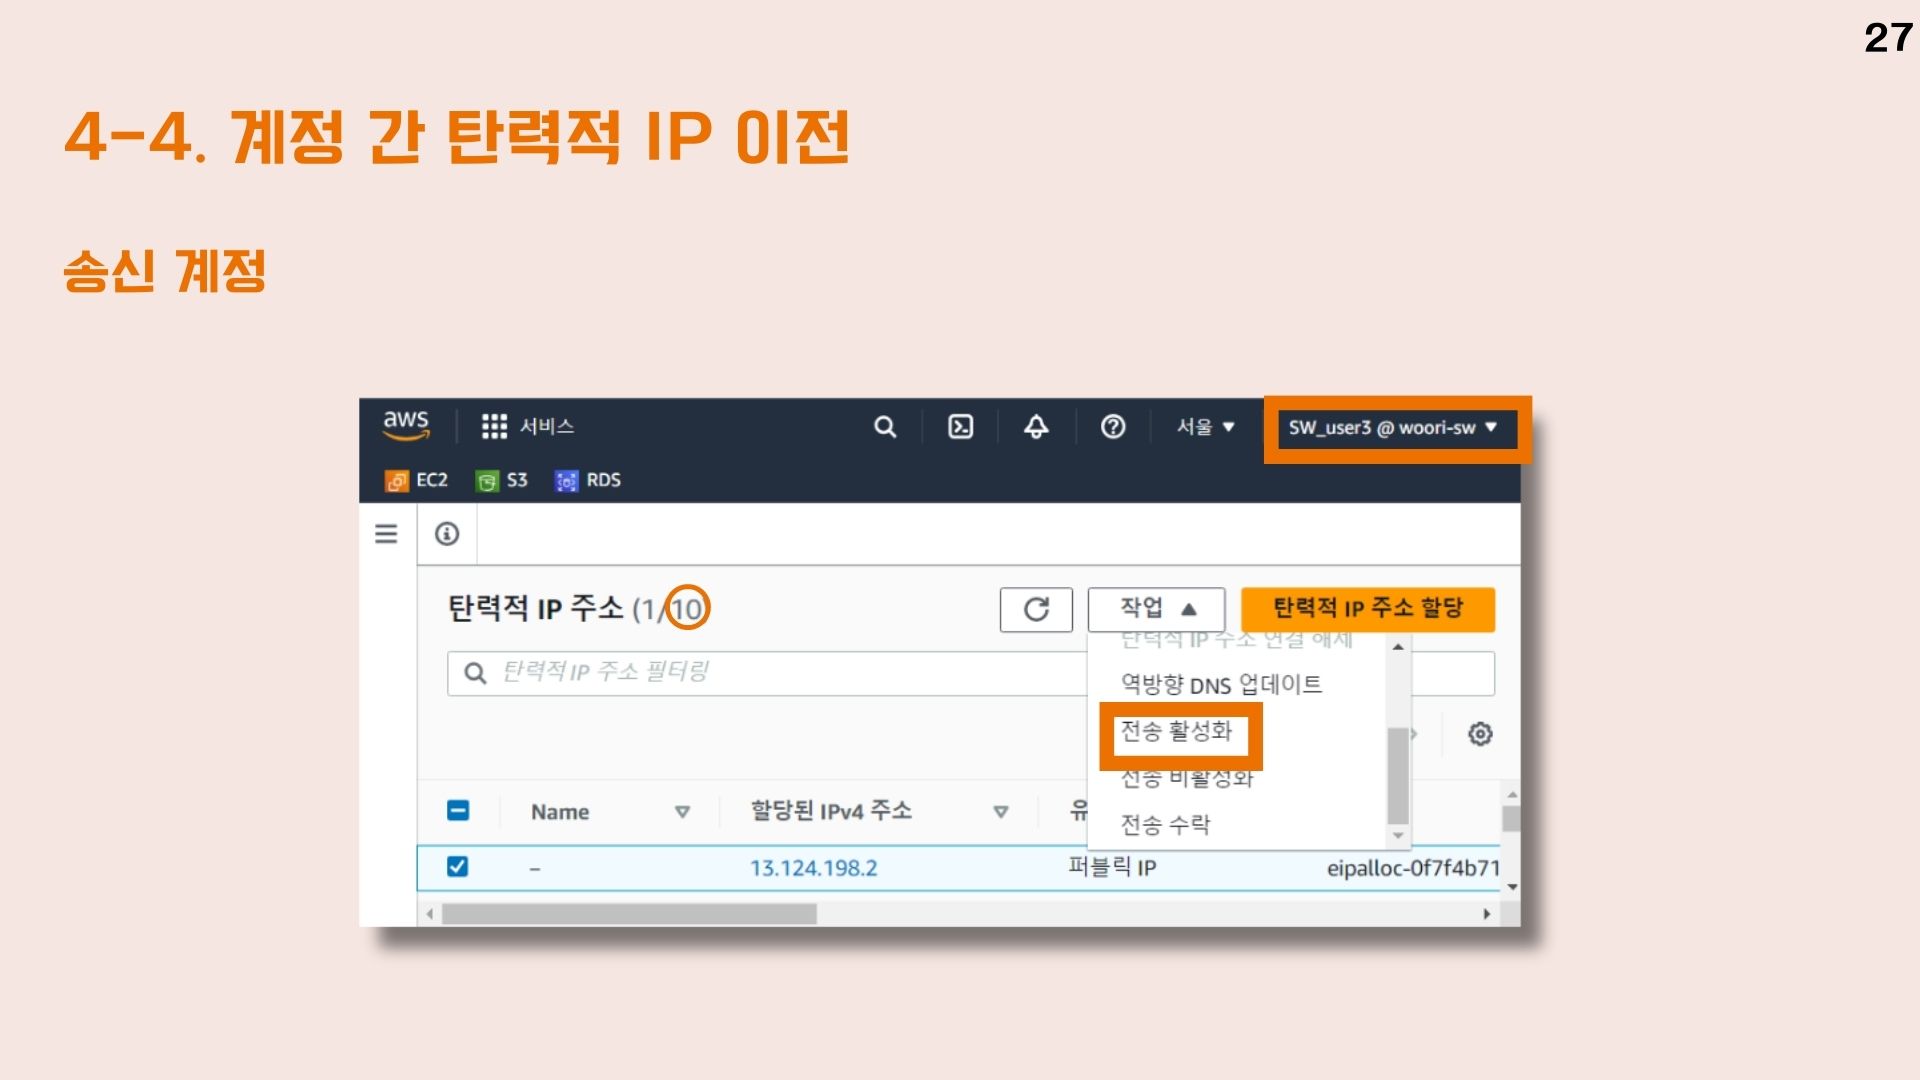 27
4-4. 계정 간 탄력적 IP 이전
송신 계정
aws 서비스 서울 SW_user3 @ woori-sw
EC2 S3 RDS
탄력적 IP 주소 (1/10) 작업 탄력적 IP 주소 할당
탄력적 IP 주소 연결 해제
탄력적 IP 주소 필터링
역방향 DNS 업데이트
전송 활성화
전송 비활성화
전송 수락
Name 할당된 IPv4 주소 유
– 13.124.198.2 퍼블릭 IP eipalloc-0f7f4b71